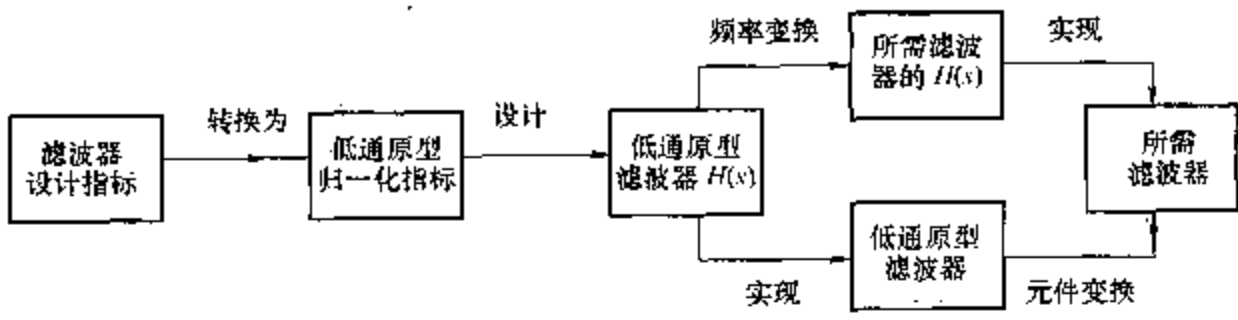 滤波器
设计指标
转换为
低通原型
归一化指标
设计
低通原型
滤波器 H(s)
频率变换
所需滤波
器的 H(s)
实现
所需
滤波器
实现
低通原型
滤波器
元件变换